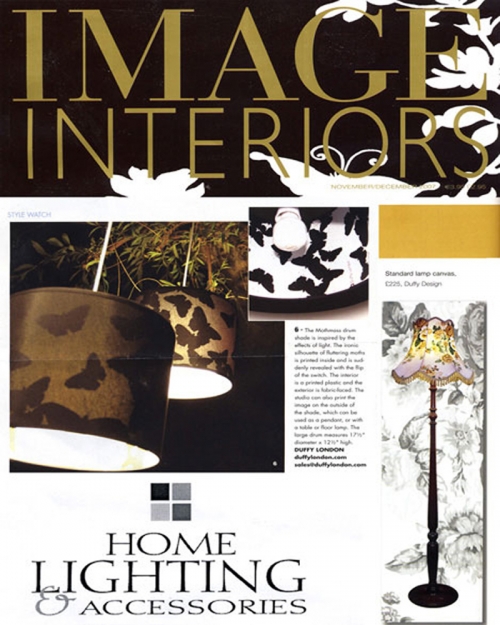 IMAGE
INTERIORS
NOVEMBER/DECEMBER
STYLE WATCH
Standard lamp canvas,
£225, Duffy Design
6 • The Mothmass drum
shade is inspired by the
effects of light. The ironic
silhouette of fluttering moths
is printed inside and is sud-
denly revealed with the flip
of the switch. The interior
is a printed plastic and the
exterior is fabric-faced. The
studio can also print the
image on the outside of
the shade, which can be
used as a pendant, or with
a table or floor lamp. The
large drum measures 17½"
diameter x 12½" high.
DUFFY LONDON
duffylondon.com
sales@duffylondon.com
6
HOME
LIGHTING
& ACCESSORIES